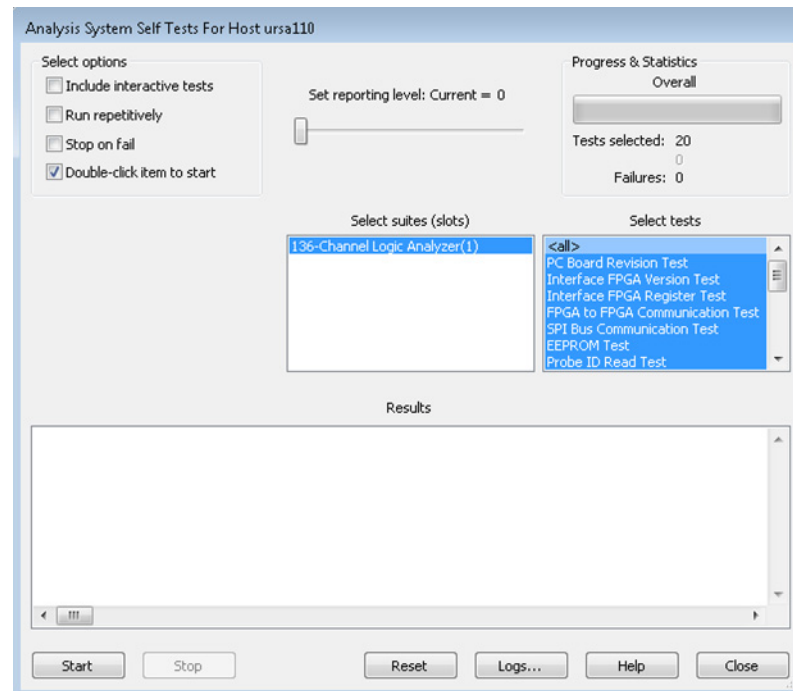 Analysis System Self Tests For Host ursa110
Select options
Include interactive tests
Run repetitively
Stop on fail
Double-click item to start
Set reporting level: Current = 0
Progress & Statistics
Overall
Tests selected: 20
0
Failures: 0
Select suites (slots)
136-Channel Logic Analyzer(1)
Select tests
<all>
PC Board Revision Test
Interface FPGA Version Test
Interface FPGA Register Test
FPGA to FPGA Communication Test
SPI Bus Communication Test
EEPROM Test
Probe ID Read Test
Results
Start
Stop
Reset
Logs...
Help
Close